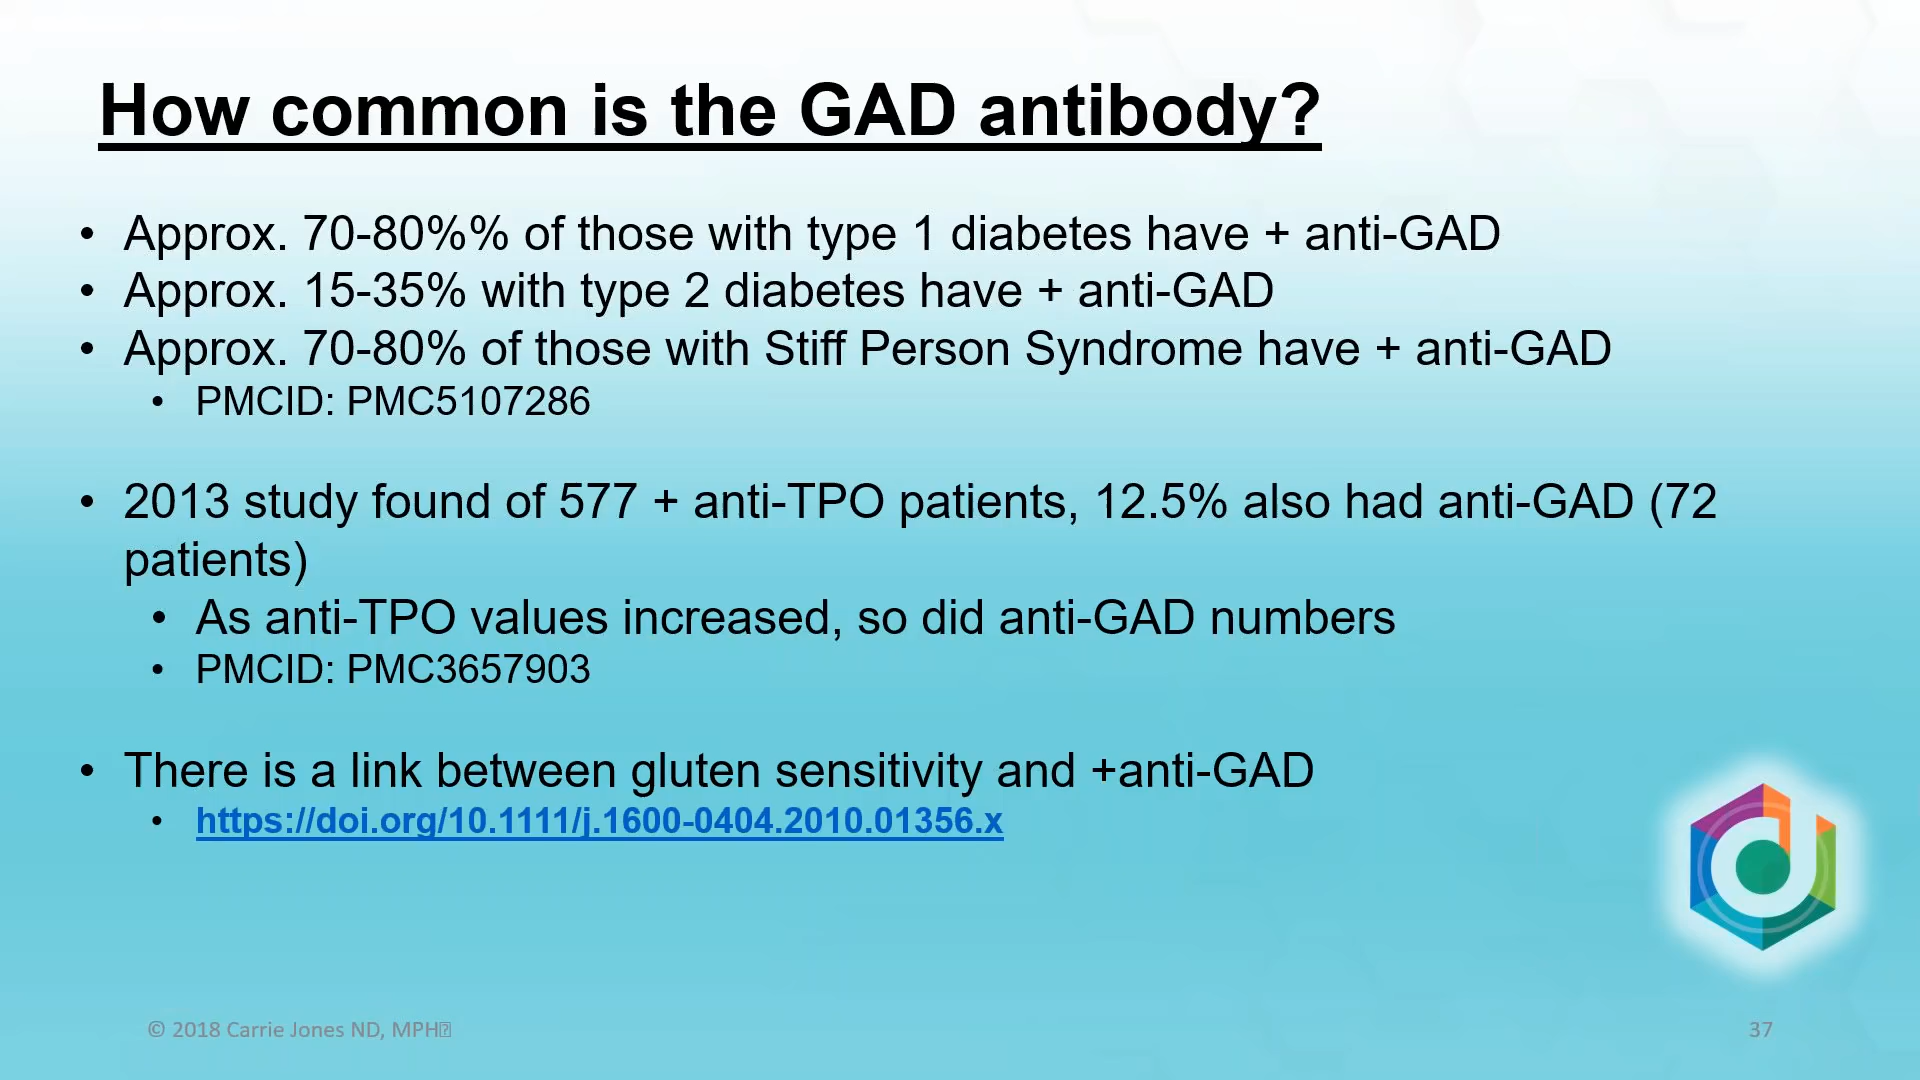 How common is the GAD antibody?
• Approx. 70-80%% of those with type 1 diabetes have + anti-GAD
• Approx. 15-35% with type 2 diabetes have + anti-GAD
• Approx. 70-80% of those with Stiff Person Syndrome have + anti-GAD
• PMCID: PMC5107286
• 2013 study found of 577 + anti-TPO patients, 12.5% also had anti-GAD (72
patients)
• As anti-TPO values increased, so did anti-GAD numbers
• PMCID: PMC3657903
• There is a link between gluten sensitivity and +anti-GAD
• https://doi.org/10.1111/j.1600-0404.2010.01356.x
© 2018 Carrie Jones ND, MPH
37